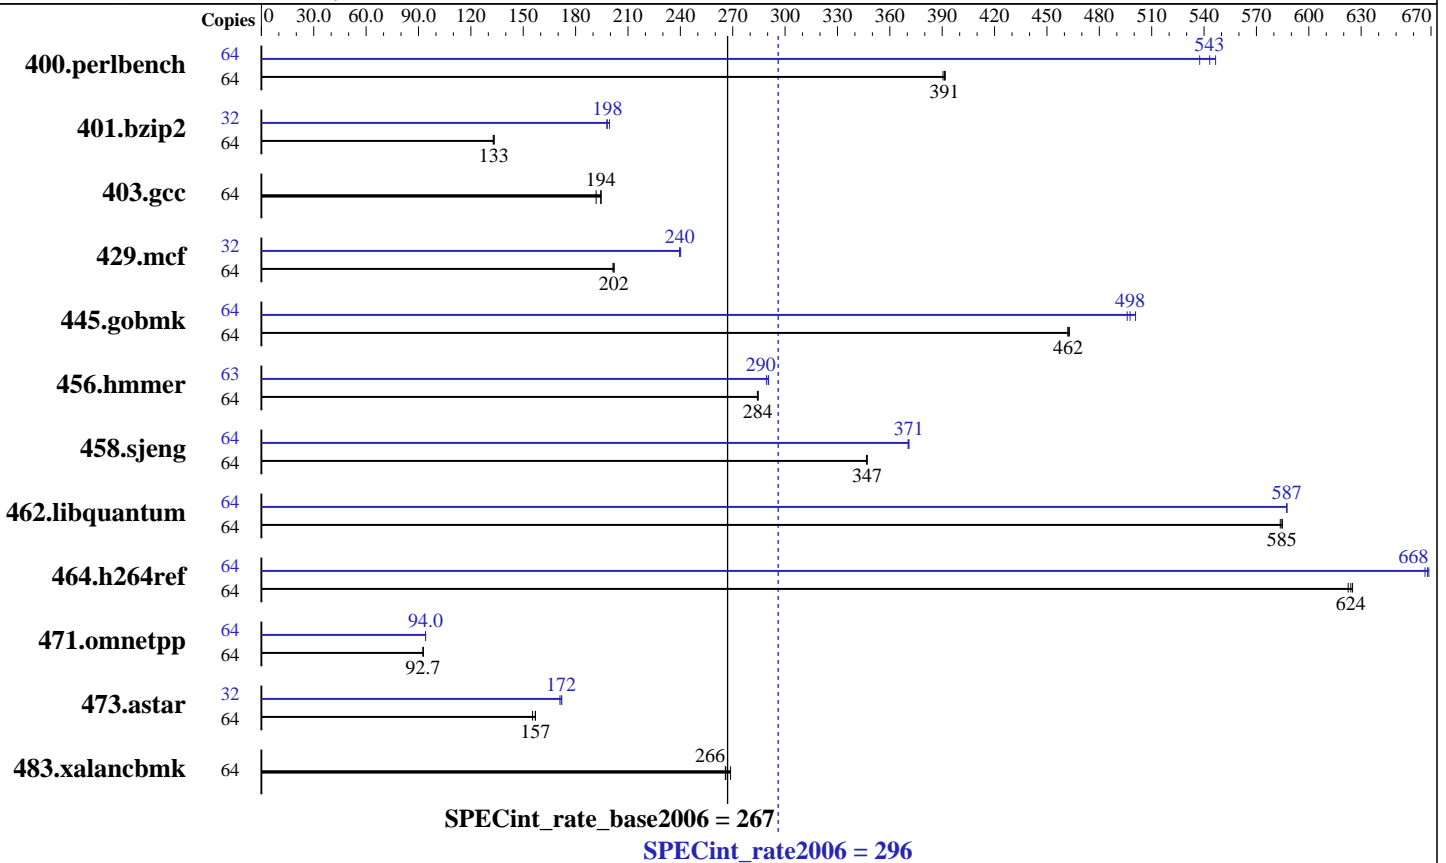 Copies 0 30.0 60.0 90.0 120 150 180 210 240 270 300 330 360 390 420 450 480 510 540 570 600 630 670
400.perlbench 64 543
64 391
401.bzip2 32 198
64 133
403.gcc 64 194
429.mcf 32 240
64 202
445.gobmk 64 498
64 462
456.hmmer 63 290
64 284
458.sjeng 64 371
64 347
462.libquantum 64 587
64 585
464.h264ref 64 668
64 624
471.omnetpp 64 94.0
64 92.7
473.astar 32 172
64 157
483.xalancbmk 64 266
SPECint_rate_base2006 = 267
SPECint_rate2006 = 296